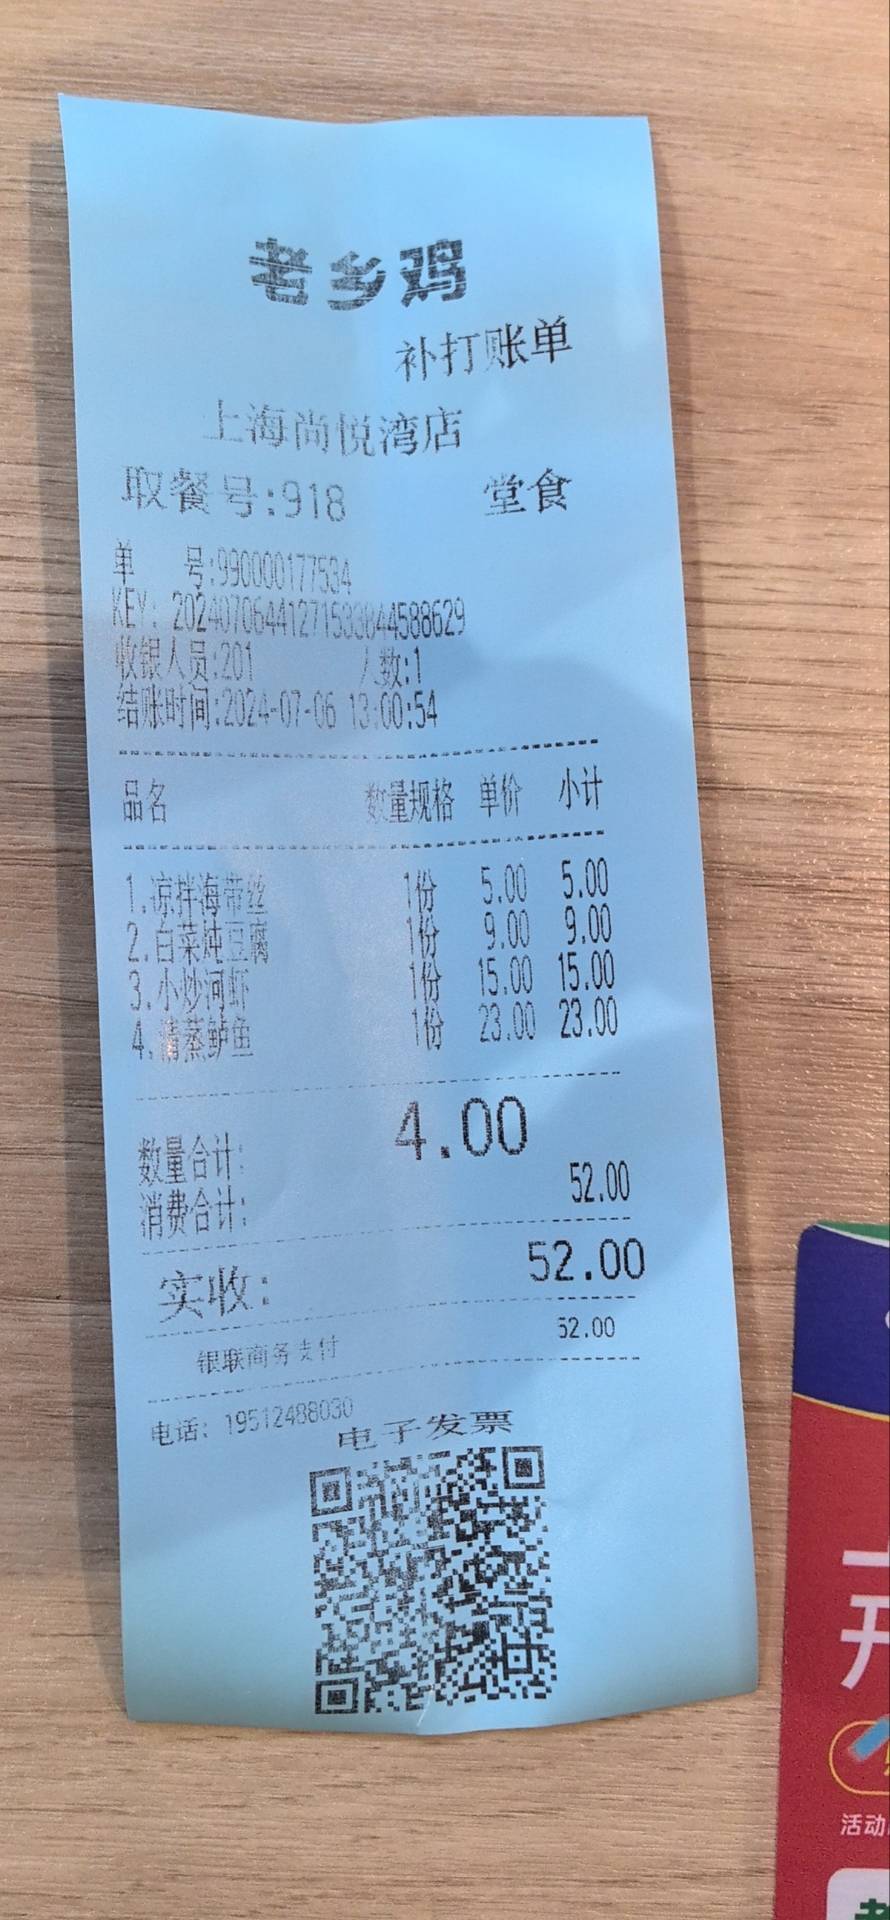 老乡鸡
补打账单
上海尚悦湾店
取餐号:918 堂食
单 号:990000177534
KEY: 202407064412715333044588629
收银人员:201 人数:1
结账时间:2024-07-06 13:00:54
品名 数量规格 单价 小计
1.凉拌海带丝 1份 5.00 5.00
2.白菜炖豆腐 1份 9.00 9.00
3.小炒河虾 1份 15.00 15.00
4.清蒸鲈鱼 1份 23.00 23.00
数量合计: 4.00
消费合计: 52.00
实收: 52.00
银联商务支付 52.00
电话: 19512488030
电子发票
活动